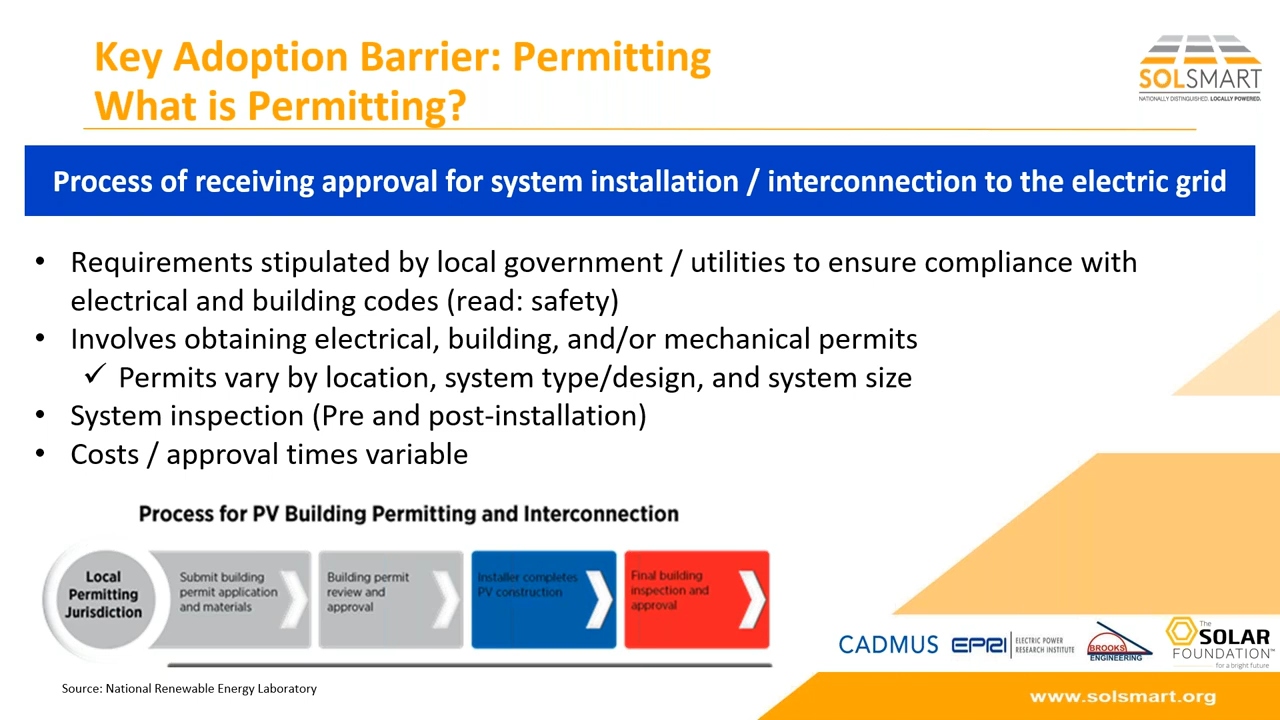 Key Adoption Barrier: Permitting
What is Permitting?
SOLSMART
NATIONALLY DISTINGUISHED. LOCALLY POWERED.
Process of receiving approval for system installation / interconnection to the electric grid
• Requirements stipulated by local government / utilities to ensure compliance with
electrical and building codes (read: safety)
• Involves obtaining electrical, building, and/or mechanical permits
✓ Permits vary by location, system type/design, and system size
• System inspection (Pre and post-installation)
• Costs / approval times variable
Process for PV Building Permitting and Interconnection
Local
Permitting
Jurisdiction
Submit building
permit application
and materials
Building permit
review and
approval
Installer completes
PV construction
Final building
inspection and
approval
CADMUS
EPRI
ELECTRIC POWER
RESEARCH INSTITUTE
BROOKS
ENGINEERING
The
SOLAR
FOUNDATION™
for a bright future
Source: National Renewable Energy Laboratory
www.solsmart.org